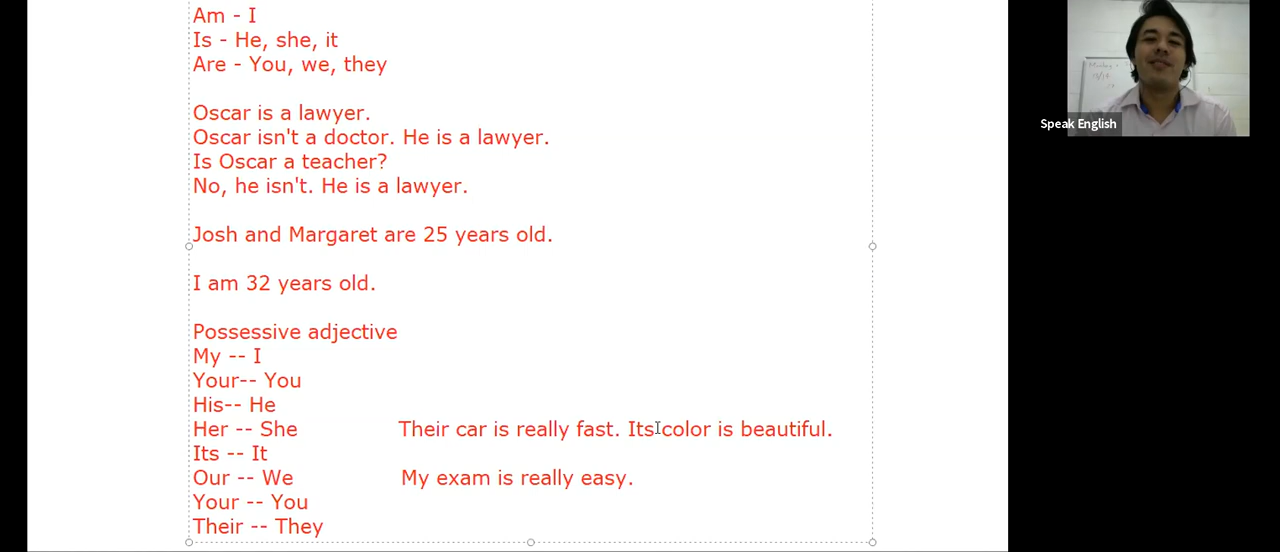 Am - I
Is - He, she, it
Are - You, we, they
Oscar is a lawyer.
Oscar isn't a doctor. He is a lawyer.
Is Oscar a teacher?
No, he isn't. He is a lawyer.
Josh and Margaret are 25 years old.
I am 32 years old.
Possessive adjective
My -- I
Your-- You
His-- He
Her -- She
Their car is really fast. Its color is beautiful.
Its -- It
Our -- We
My exam is really easy.
Your -- You
Their -- They
Speak English